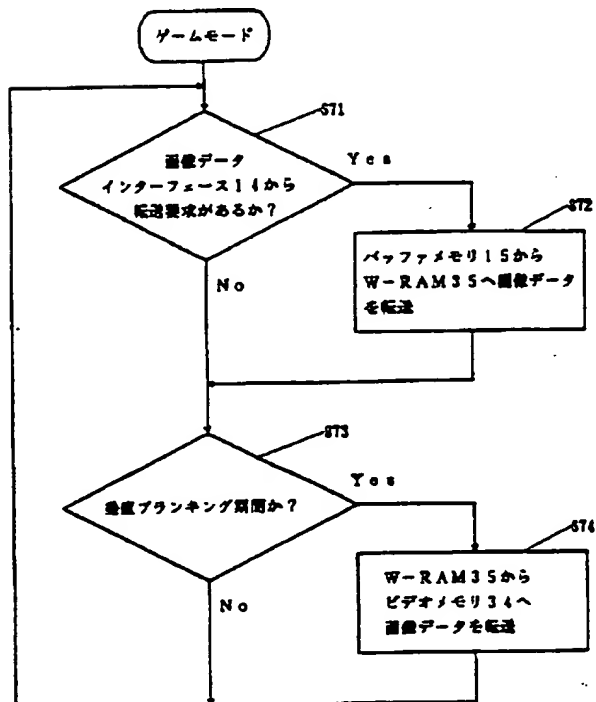 ゲームモード
S71
画像データ
インターフェース14から
転送要求があるか?
Yes
S72
バッファメモリ15から
W-RAM35へ画像データ
を転送
No
S73
垂直ブランキング期間か?
Yes
S74
W-RAM35から
ビデオメモリ34へ
画像データを転送
No